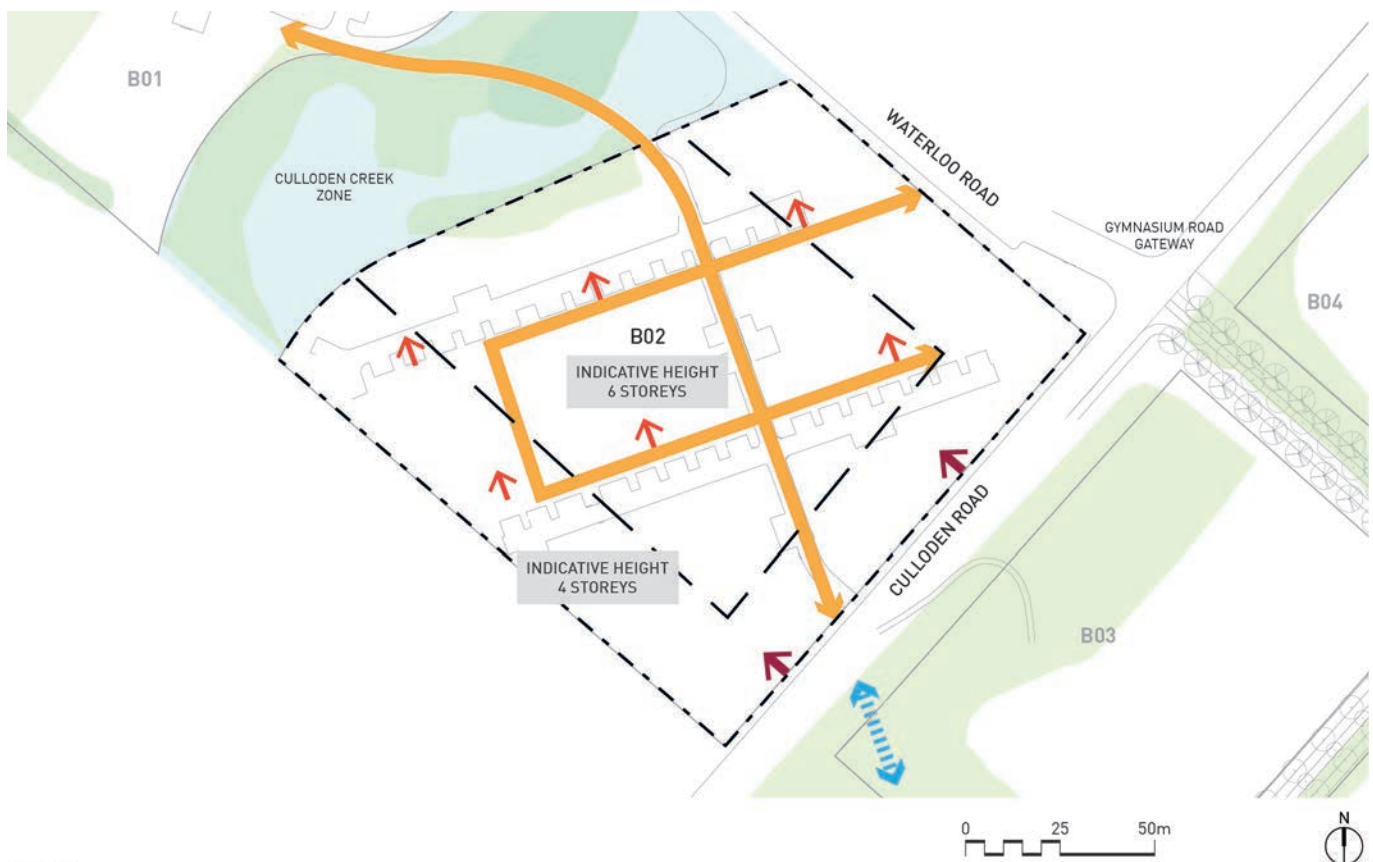 B01
WATERLOO ROAD
CULLODEN CREEK
ZONE
GYMNASIUM ROAD
GATEWAY
B04
B02
INDICATIVE HEIGHT
6 STOREYS
CULLODEN ROAD
INDICATIVE HEIGHT
4 STOREYS
B03
0 25 50m
N